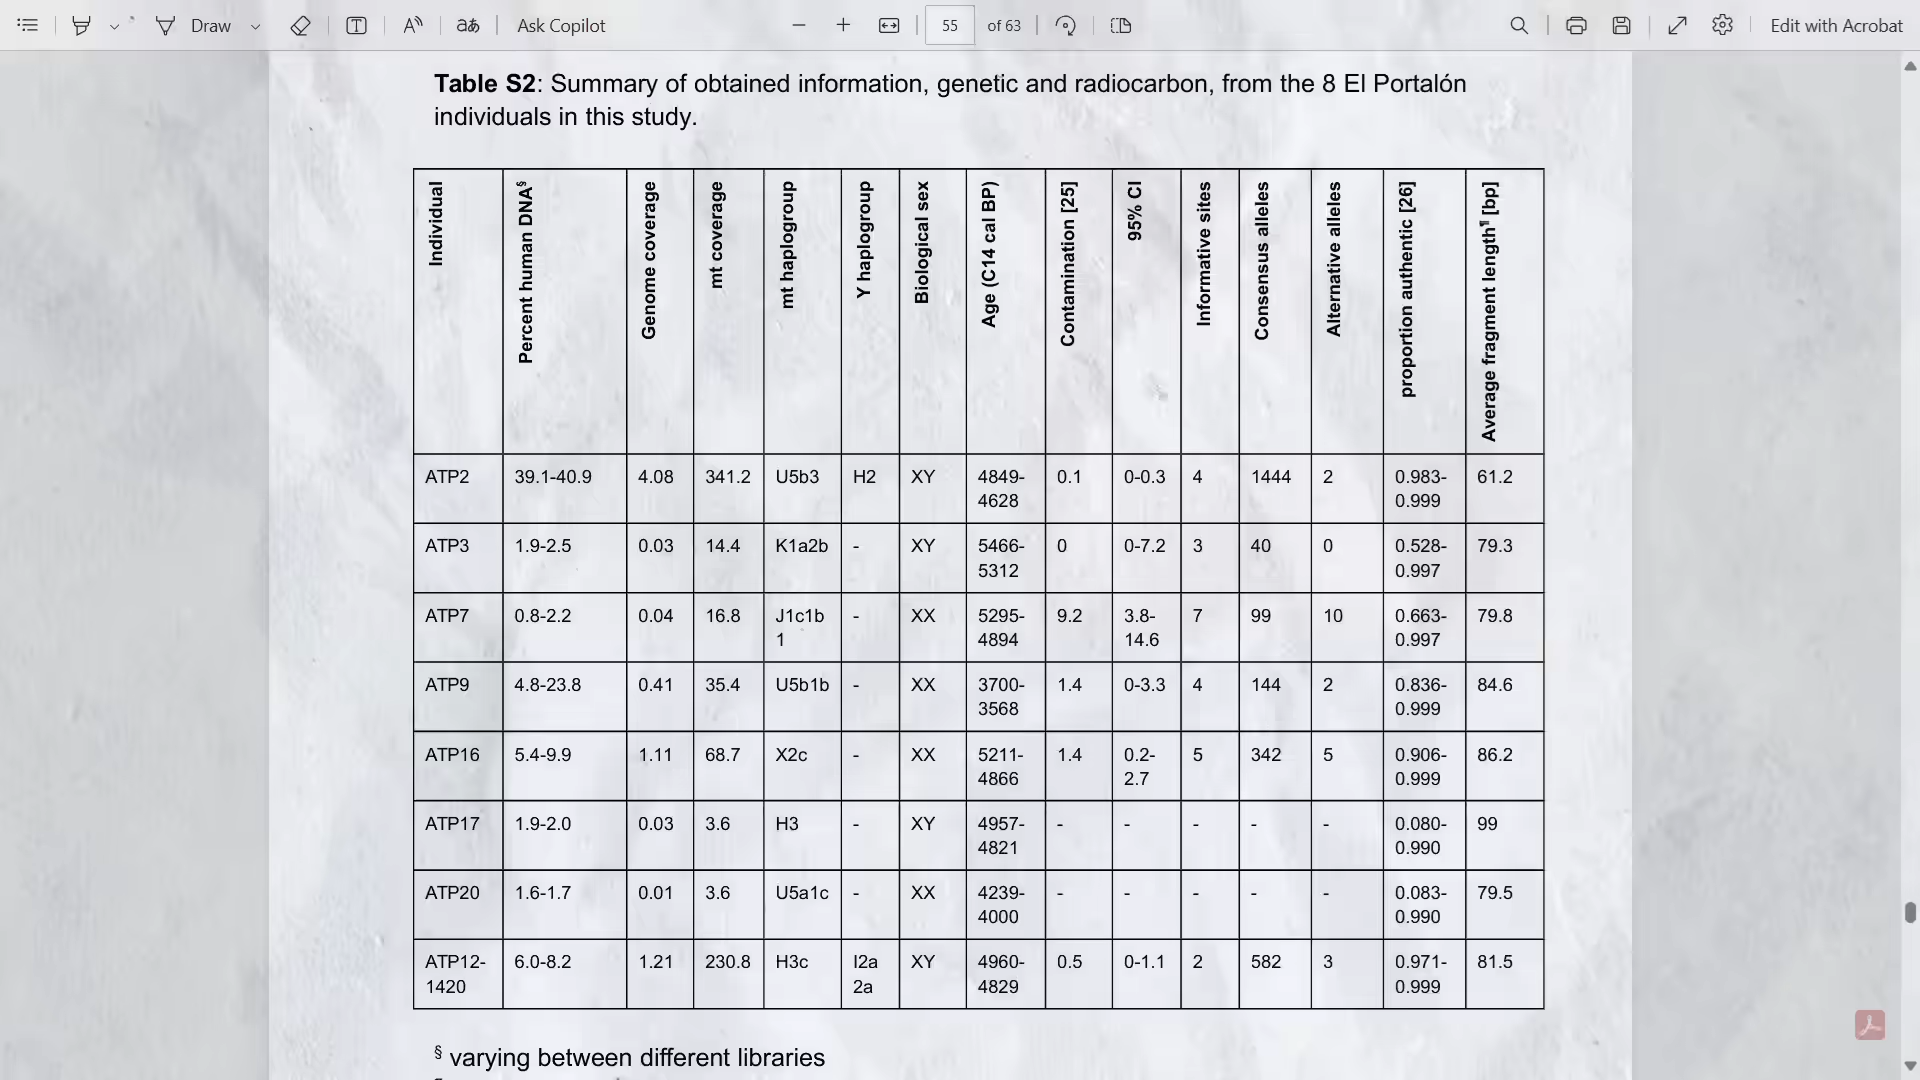 Draw
Ask Copilot
55 of 63
Edit with Acrobat
Table S2: Summary of obtained information, genetic and radiocarbon, from the 8 El Portalón
individuals in this study.
Individual
Percent human DNA§
Genome coverage
mt coverage
mt haplogroup
Y haplogroup
Biological sex
Age (C14 cal BP)
Contamination [25]
95% CI
Informative sites
Consensus alleles
Alternative alleles
proportion authentic [26]
Average fragment length¶ [bp]
ATP2 39.1-40.9 4.08 341.2 U5b3 H2 XY 4849- 0.1 0-0.3 4 1444 2 0.983- 61.2
4628 0.999
ATP3 1.9-2.5 0.03 14.4 K1a2b - XY 5466- 0 0-7.2 3 40 0 0.528- 79.3
5312 0.997
ATP7 0.8-2.2 0.04 16.8 J1c1b - XX 5295- 9.2 3.8- 7 99 10 0.663- 79.8
1 4894 14.6 0.997
ATP9 4.8-23.8 0.41 35.4 U5b1b - XX 3700- 1.4 0-3.3 4 144 2 0.836- 84.6
3568 0.999
ATP16 5.4-9.9 1.11 68.7 X2c - XX 5211- 1.4 0.2- 5 342 5 0.906- 86.2
4866 2.7 0.999
ATP17 1.9-2.0 0.03 3.6 H3 - XY 4957- - - - - - 0.080- 99
4821 0.990
ATP20 1.6-1.7 0.01 3.6 U5a1c - XX 4239- - - - - - 0.083- 79.5
4000 0.990
ATP12- 6.0-8.2 1.21 230.8 H3c I2a XY 4960- 0.5 0-1.1 2 582 3 0.971- 81.5
1420 2a 4829 0.999
§ varying between different libraries